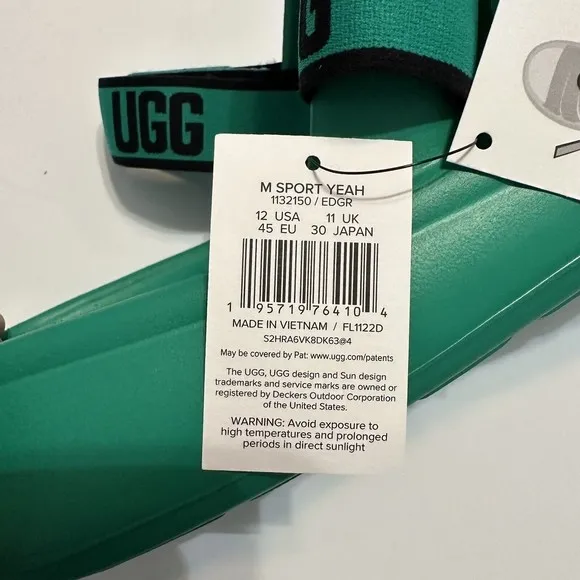 UGG
UGG
M SPORT YEAH
1132150 / EDGR
12 USA 11 UK
45 EU 30 JAPAN
1 95719 76410 4
MADE IN VIETNAM / FL1122D
S2HRA6VK8DK63@4
May be covered by Pat: www.ugg.com/patents
The UGG, UGG design and Sun design
trademarks and service marks are owned or
registered by Deckers Outdoor Corporation
of the United States.
WARNING: Avoid exposure to
high temperatures and prolonged
periods in direct sunlight